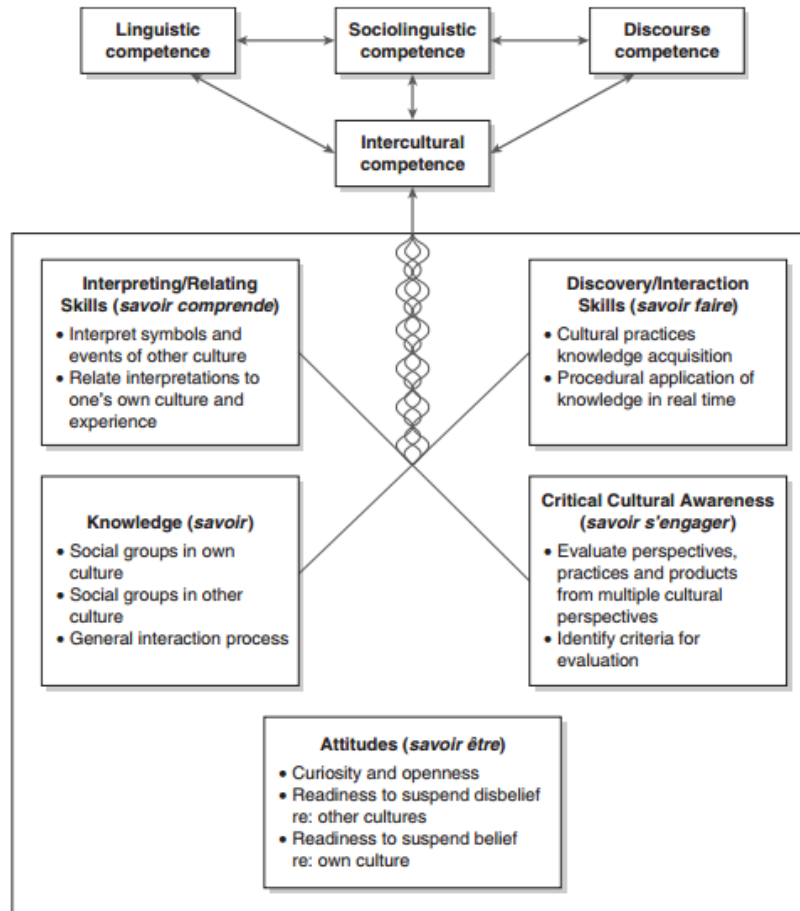 Linguistic
competence
Sociolinguistic
competence
Discourse
competence
Intercultural
competence
Interpreting/Relating
Skills (savoir comprende)
• Interpret symbols and
events of other culture
• Relate interpretations to
one's own culture and
experience
Discovery/Interaction
Skills (savoir faire)
• Cultural practices
knowledge acquisition
• Procedural application of
knowledge in real time
Knowledge (savoir)
• Social groups in own
culture
• Social groups in other
culture
• General interaction process
Critical Cultural Awareness
(savoir s'engager)
• Evaluate perspectives,
practices and products
from multiple cultural
perspectives
• Identify criteria for
evaluation
Attitudes (savoir être)
• Curiosity and openness
• Readiness to suspend disbelief
re: other cultures
• Readiness to suspend belief
re: own culture